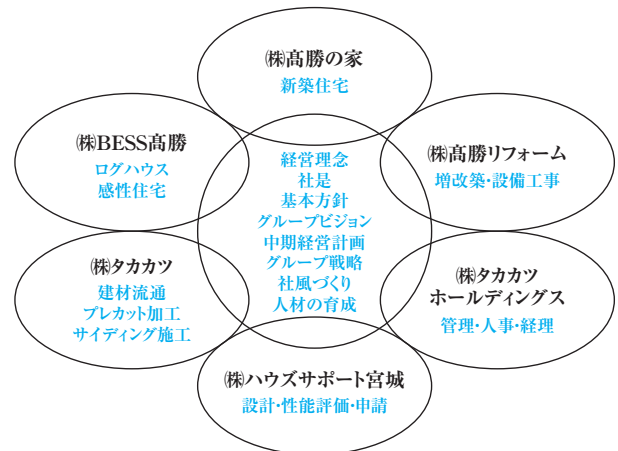 ㈱髙勝の家
新築住宅
㈱BESS髙勝
ログハウス
感性住宅
㈱髙勝リフォーム
増改築・設備工事
経営理念
社是
基本方針
グループビジョン
中期経営計画
グループ戦略
社風づくり
人材の育成
㈱タカカツ
建材流通
プレカット加工
サイディング施工
㈱タカカツ
ホールディングス
管理・人事・経理
㈱ハウズサポート宮城
設計・性能評価・申請